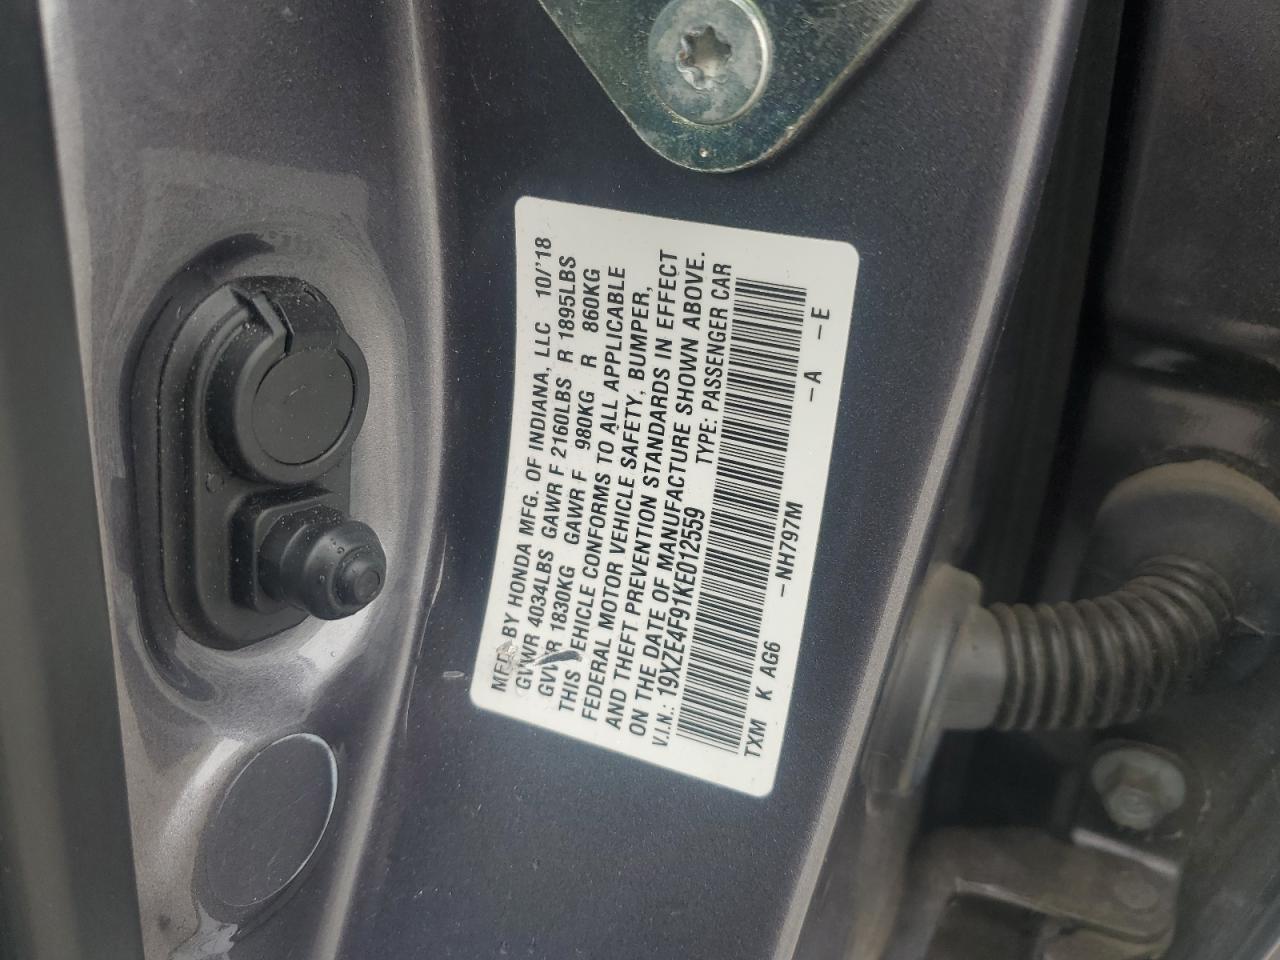 MFD. BY HONDA MFG. OF INDIANA, LLC 10/'18
GVWR 4034LBS GAWR F 2160LBS R 1895LBS
GVWR 1830KG GAWR F 980KG R 860KG
THIS VEHICLE CONFORMS TO ALL APPLICABLE
FEDERAL MOTOR VEHICLE SAFETY, BUMPER,
AND THEFT PREVENTION STANDARDS IN EFFECT
ON THE DATE OF MANUFACTURE SHOWN ABOVE.
V.I.N.: 19XZE4F91KE012559 TYPE: PASSENGER CAR
TXM K AG6 -NH797M -A -E